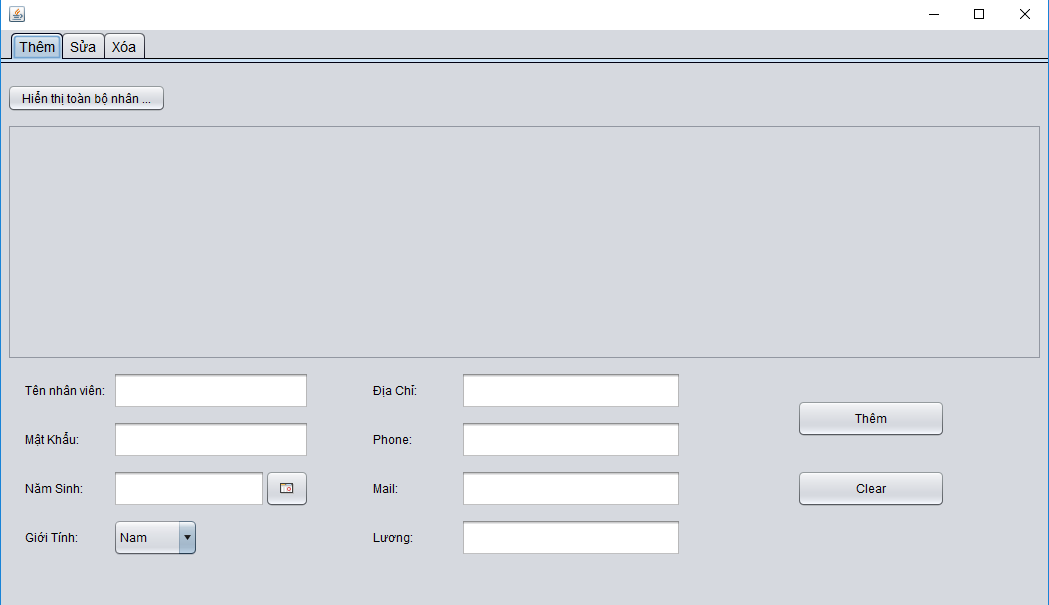 Thêm Sửa Xóa
Hiển thị toàn bộ nhân ...
Tên nhân viên: Địa Chỉ:
Thêm
Mật Khẩu: Phone:
Năm Sinh: Mail: Clear
Giới Tính: Nam Lương: